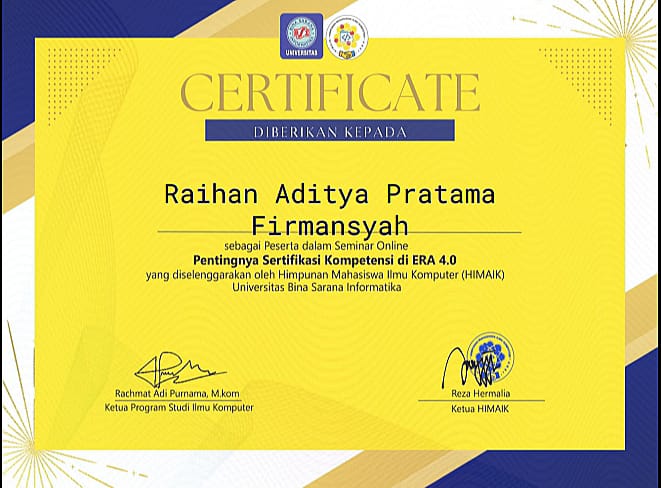 BINA SARANA
UNIVERSITAS
CERTIFICATE
DIBERIKAN KEPADA
Raihan Aditya Pratama
Firmansyah
sebagai Peserta dalam Seminar Online
Pentingnya Sertifikasi Kompetensi di ERA 4.0
yang diselenggarakan oleh Himpunan Mahasiswa Ilmu Komputer (HIMAIK)
Universitas Bina Sarana Informatika
Rachmat Adi Purnama, M.kom
Ketua Program Studi Ilmu Komputer
Reza Hermalia
Ketua HIMAIK